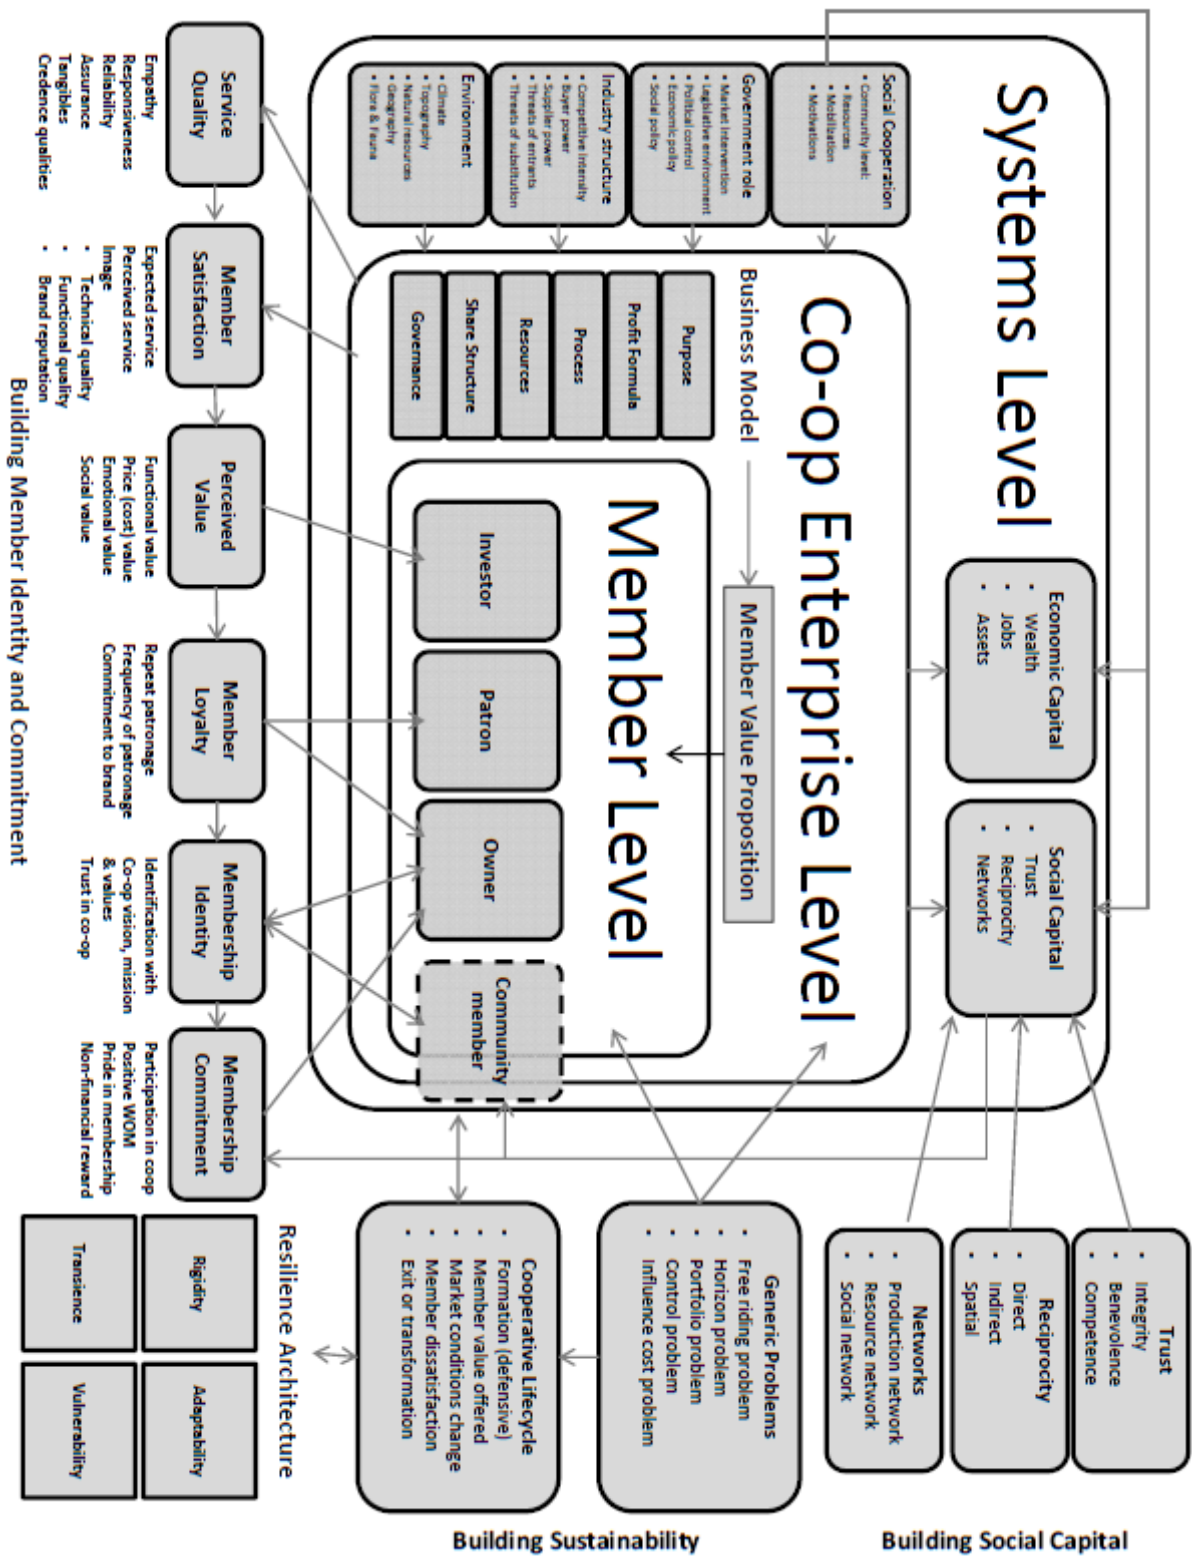 Systems Level
Economic Capital
• Wealth
• Jobs
• Assets
Social Capital
• Trust
• Reciprocity
• Networks
Trust
• Integrity
• Benevolence
• Competence
Reciprocity
• Direct
• Indirect
• Spatial
Networks
• Production network
• Resource network
• Social network
Building Social Capital
Social Cooperation
• Community level:
• Resources
• Mobilization
• Motivations
Government role
• Market Intervention
• Legislative environment
• Political control
• Economic policy
• Social policy
Industry structure
• Competitive intensity
• Buyer power
• Supplier power
• Threats of entrants
• Threats of substitution
Environment
• Climate
• Topography
• Natural resources
• Geography
• Flora & Fauna
Co-op Enterprise Level
Business Model
Member Value Proposition
Purpose
Profit Formula
Process
Resources
Share Structure
Governance
Member Level
Investor
Patron
Owner
Community
member
Generic Problems
• Free riding problem
• Horizon problem
• Portfolio problem
• Control problem
• Influence cost problem
Cooperative Lifecycle
• Formation (defensive)
• Member value offered
• Market conditions change
• Member dissatisfaction
• Exit or transformation
Building Sustainability
Resilience Architecture
Rigidity
Adaptability
Transience
Vulnerability
Service
Quality
Empathy
Responsiveness
Reliability
Assurance
Tangibles
Credence qualities
Member
Satisfaction
Expected service
Perceived service
Image
• Technical quality
• Functional quality
• Brand reputation
Perceived
Value
Functional value
Price (cost) value
Emotional value
Social value
Member
Loyalty
Repeat patronage
Frequency of patronage
Commitment to brand
Membership
Identity
Identification with
Co-op vision, mission
& values
Trust in co-op
Membership
Commitment
Participation in coop
Positive WOM
Pride in membership
Non-financial reward
Building Member Identity and Commitment